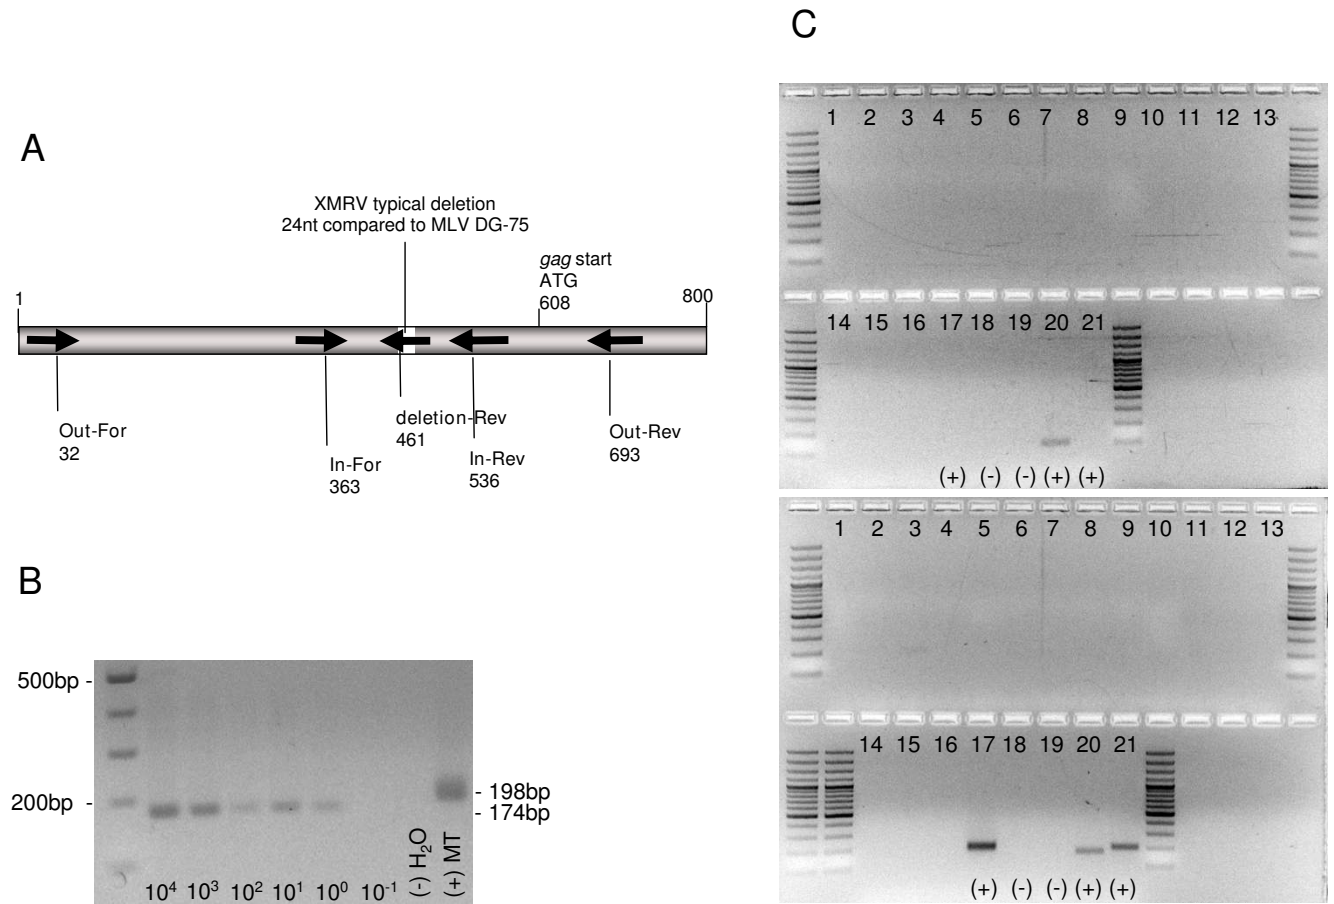 A
XMRV typical deletion
24nt compared to MLV DG-75
gag start
ATG
608
1
800
Out-For
32
In-For
363
deletion-Rev
461
In-Rev
536
Out-Rev
693
B
500bp -
200bp -
- 198bp
- 174bp
10⁴ 10³ 10² 10¹ 10⁰ 10⁻¹ (-) H₂O (+) MT
C
1 2 3 4 5 6 7 8 9 10 11 12 13
14 15 16 17 18 19 20 21
(+) (-) (-) (+) (+)
1 2 3 4 5 6 7 8 9 10 11 12 13
14 15 16 17 18 19 20 21
(+) (-) (-) (+) (+)